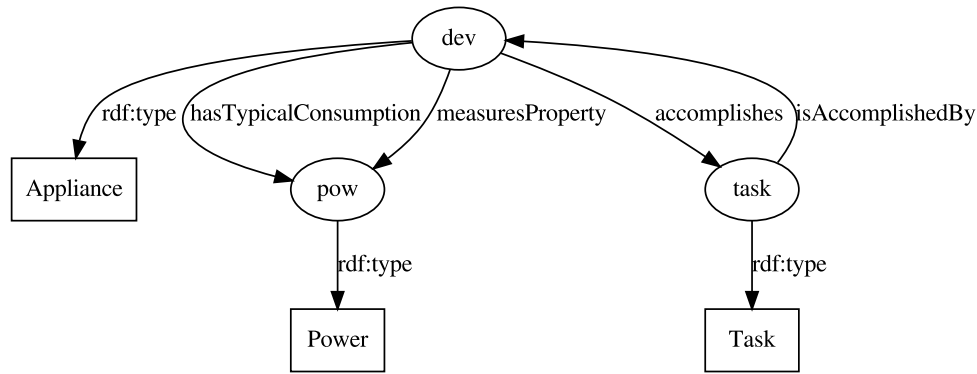 dev
rdf:type
hasTypicalConsumption
measuresProperty
accomplishes
isAccomplishedBy
Appliance
pow
task
rdf:type
rdf:type
Power
Task